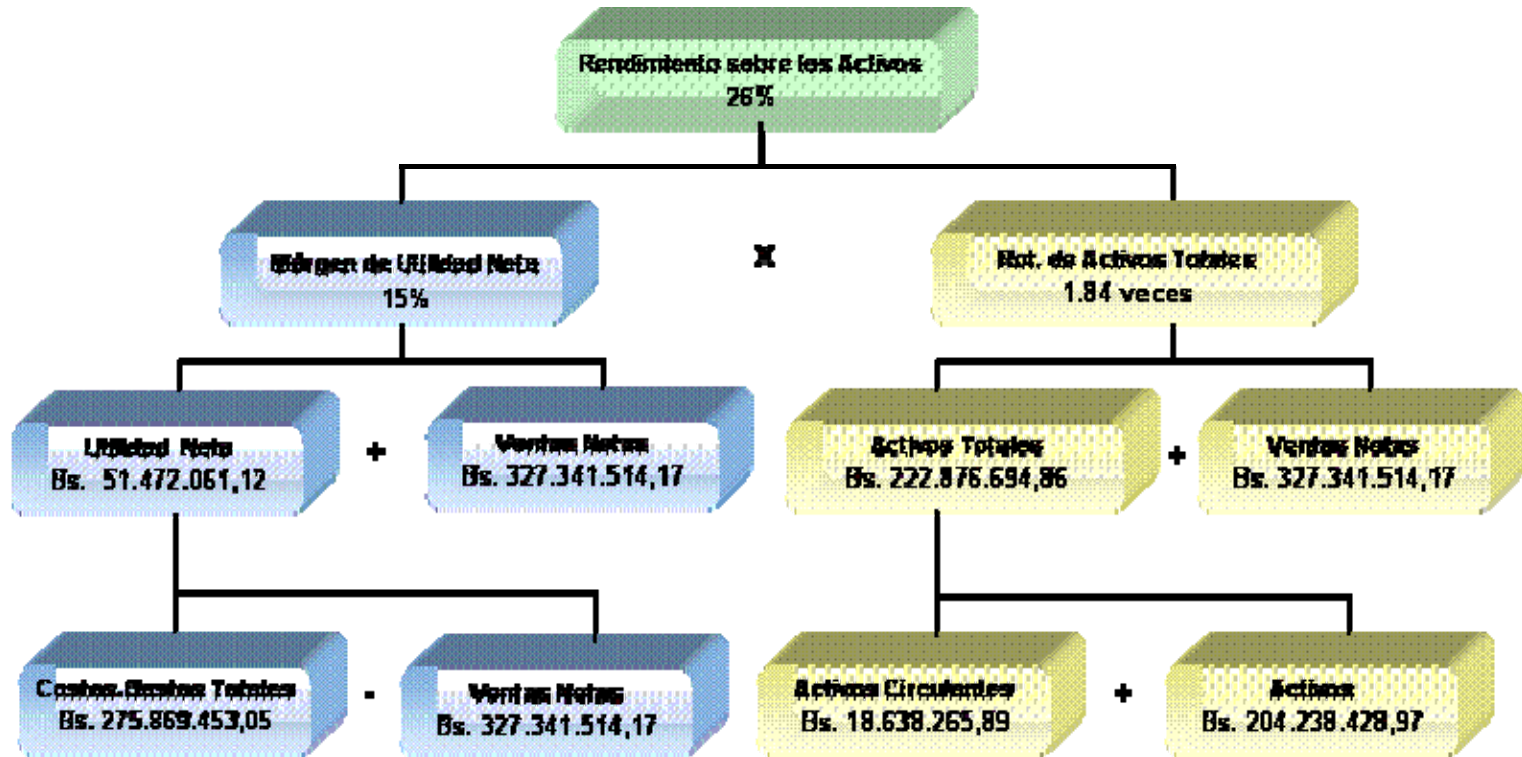 Rendimiento sobre los Activos
26%
Márgen de Utilidad Neta
15%
X
Rot. de Activos Totales
1.84 veces
Utilidad Neta
Bs. 51.472.061,12
+
Ventas Netas
Bs. 327.341.514,17
Activos Totales
Bs. 222.876.694,86
+
Ventas Netas
Bs. 327.341.514,17
Costos-Gastos Totales
Bs. 275.869.453,05
-
Ventas Netas
Bs. 327.341.514,17
Activos Circulantes
Bs. 18.638.265,89
+
Activos
Bs. 204.238.428,97